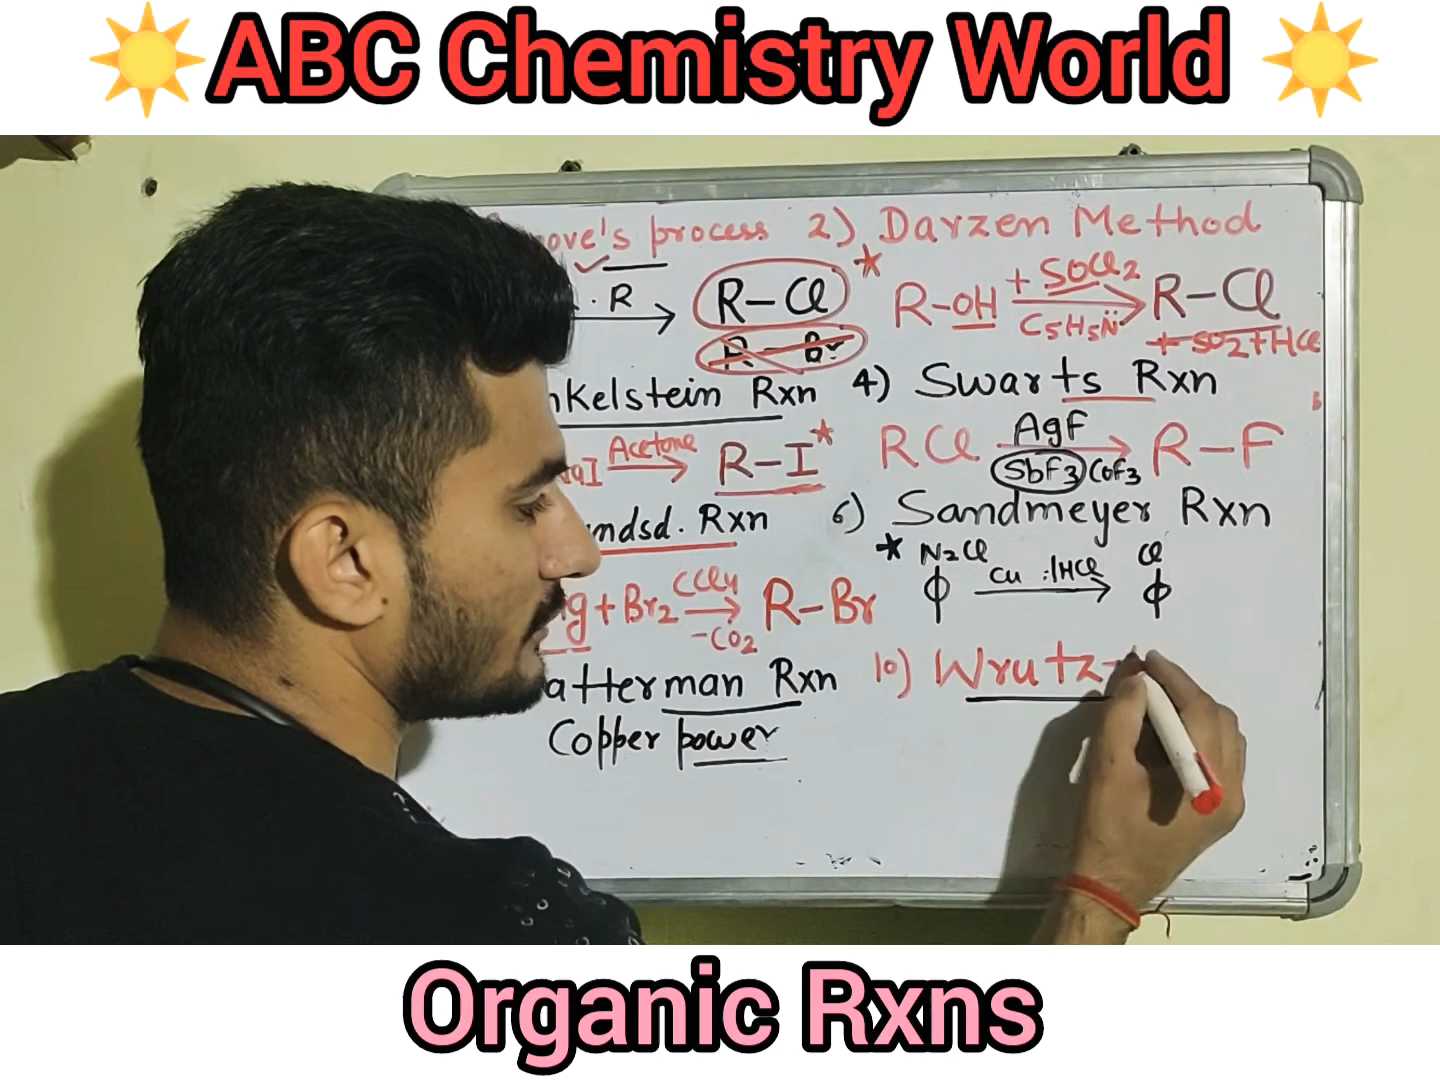 ABC Chemistry World
ove's process 2) Darzen Method
. R → R-Cl * R-OH + SOCl2 → R-Cl
C5H5N̈ + SO2+HCl
R-Br
nkelstein Rxn 4) Swarts Rxn
aI Acetone → R-I * RCl AgF → R-F
SbF3 CoF3
ndsd. Rxn 6) Sandmeyer Rxn
* N2Cl Cu :/HCl → Cl
g+Br2 CCl4 → R-Br
-CO2
atterman Rxn 10) Wrutz-
Copper power
Organic Rxns